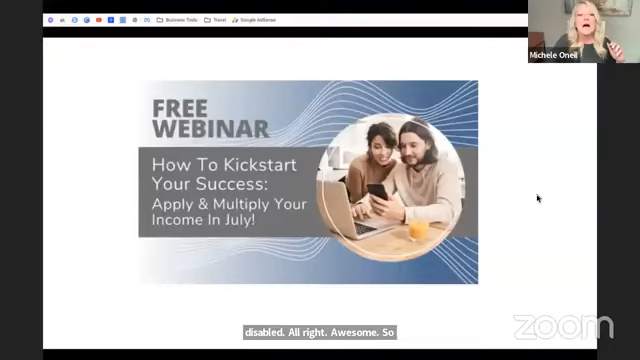 Business Tools
Travel
Google AdSense
Michele Oneil
FREE
WEBINAR
How To Kickstart
Your Success:
Apply & Multiply Your
Income In July!
disabled. All right. Awesome. So
zoom